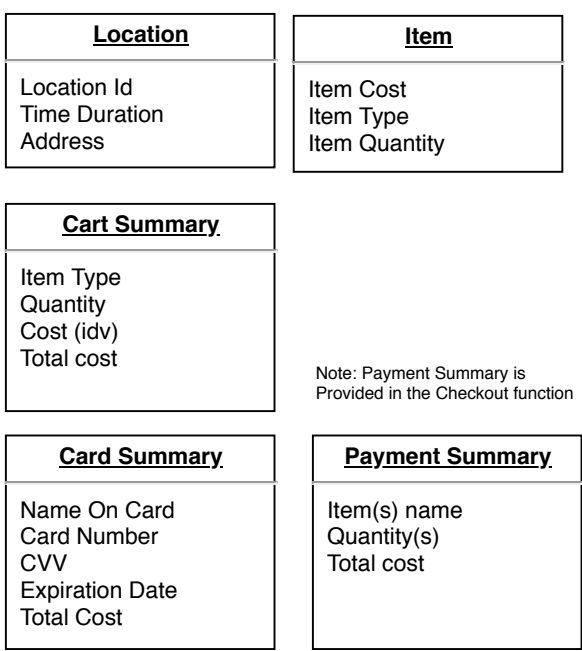 Location
Location Id
Time Duration
Address
Item
Item Cost
Item Type
Item Quantity
Cart Summary
Item Type
Quantity
Cost (idv)
Total cost
Note: Payment Summary is
Provided in the Checkout function
Card Summary
Name On Card
Card Number
CVV
Expiration Date
Total Cost
Payment Summary
Item(s) name
Quantity(s)
Total cost